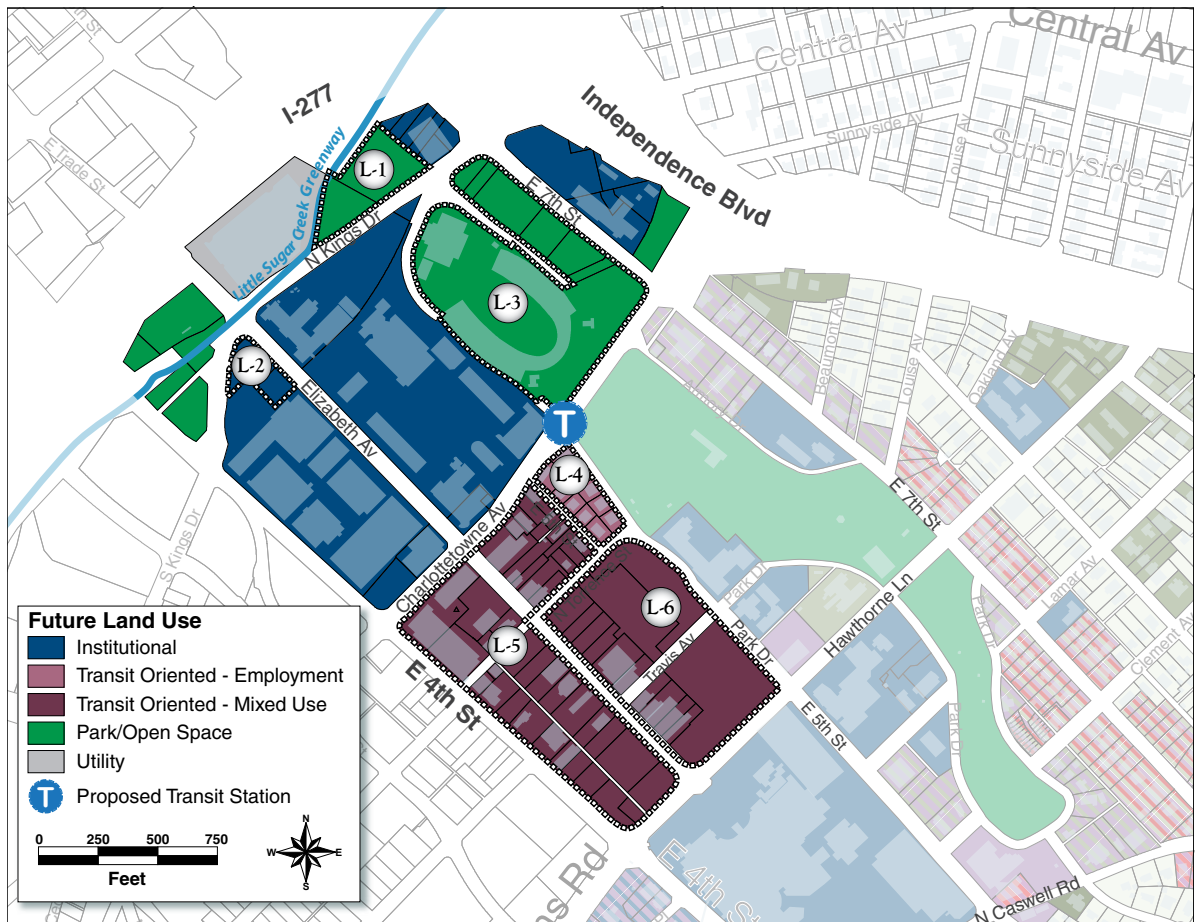 Central Av
Central Av
I-277
Independence Blvd
Sunnyside Av
Louise Av
Sunnyside Av
E Trade St
L-1
Little Sugar Creek Greenway
N Kings Dr
E 7th St
L-3
L-2
Elizabeth Av
T
Beaumont Av
Louise Av
Oakland Av
E 7th St
L-4
Charlottetowne Av
S Kings Dr
L-6
L-5
Travis Av
Park Dr
Park Dr
Hawthorne Ln
Lamar Av
Clement Av
Park Dr
Park Dr
E 4th St
E 5th St
E 4th St
N Caswell Rd
Future Land Use
Institutional
Transit Oriented - Employment
Transit Oriented - Mixed Use
Park/Open Space
Utility
T Proposed Transit Station
0 250 500 750
Feet
N
W E
S